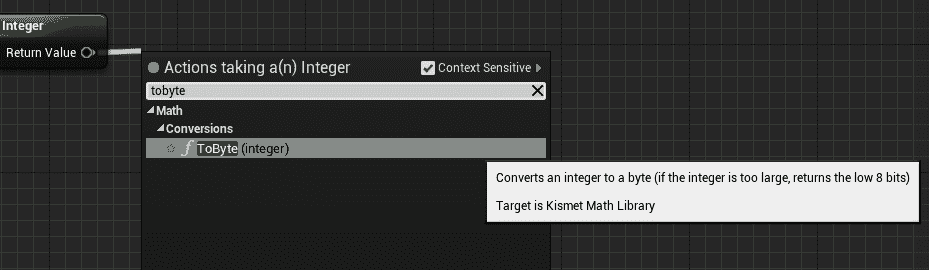 Integer
Return Value
Actions taking a(n) Integer
Context Sensitive
tobyte
Math
Conversions
f ToByte (integer)
Converts an integer to a byte (if the integer is too large, returns the low 8 bits)
Target is Kismet Math Library